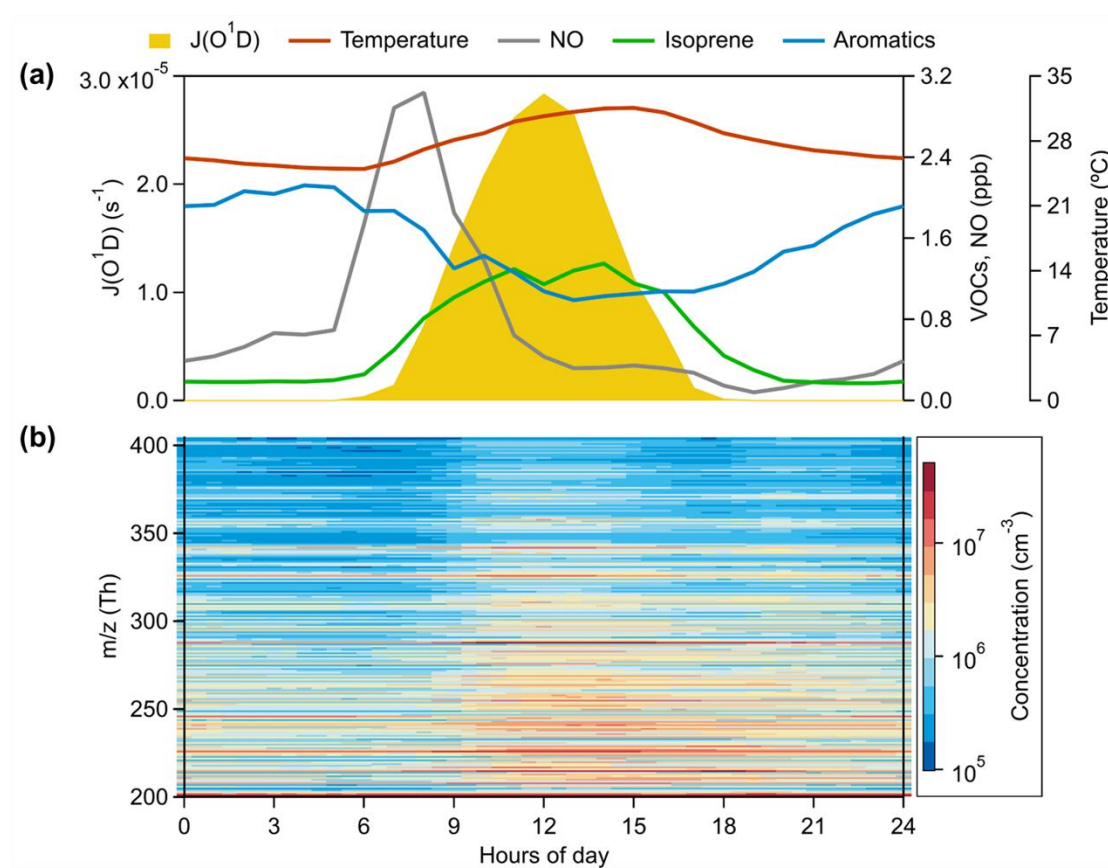 J(O¹D) Temperature NO Isoprene Aromatics
(a)
3.0 x10⁻⁵
2.0
1.0
0.0
J(O¹D) (s⁻¹)
3.2
2.4
1.6
0.8
0.0
VOCs, NO (ppb)
35
28
21
14
7
0
Temperature (ºC)
(b)
400
350
300
250
200
m/z (Th)
0 3 6 9 12 15 18 21 24
Hours of day
10⁷
10⁶
10⁵
Concentration (cm⁻³)